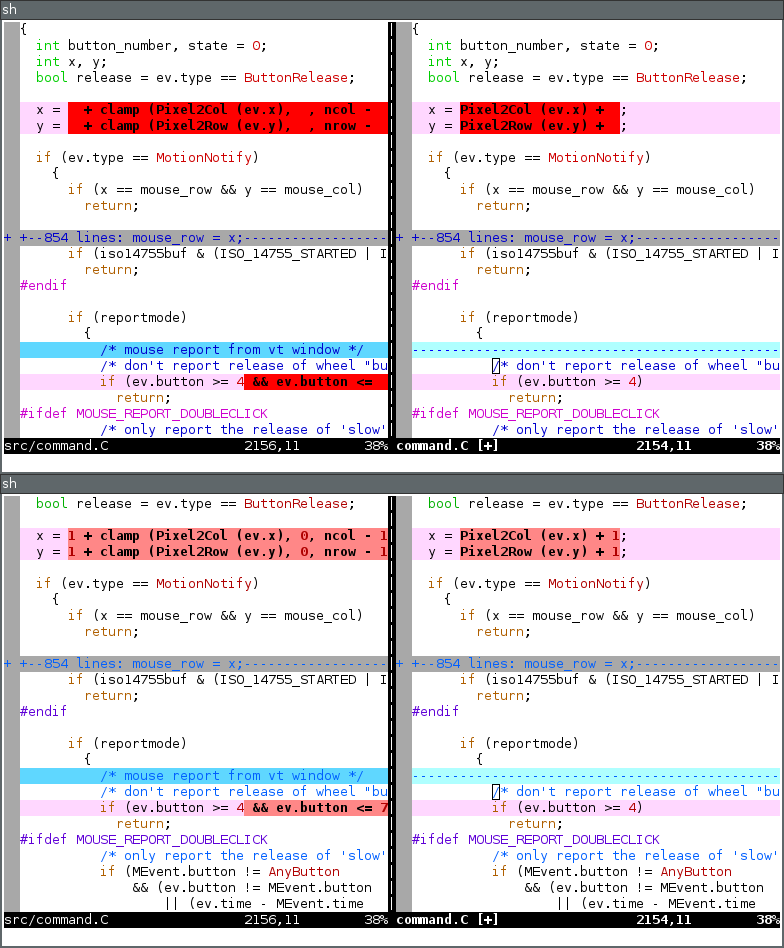 sh
{
int button_number, state = 0;
int x, y;
bool release = ev.type == ButtonRelease;
x = + clamp (Pixel2Col (ev.x), , ncol -
y = + clamp (Pixel2Row (ev.y), , nrow -
if (ev.type == MotionNotify)
{
if (x == mouse_row && y == mouse_col)
return;
+ +--854 lines: mouse_row = x;------------------
if (iso14755buf & (ISO_14755_STARTED | I
return;
#endif
if (reportmode)
{
/* mouse report from vt window */
/* don't report release of wheel "bu
if (ev.button >= 4 && ev.button <=
return;
#ifdef MOUSE_REPORT_DOUBLECLICK
/* only report the release of 'slow'
src/command.C 2156,11 38%
{
int button_number, state = 0;
int x, y;
bool release = ev.type == ButtonRelease;
x = Pixel2Col (ev.x) + ;
y = Pixel2Row (ev.y) + ;
if (ev.type == MotionNotify)
{
if (x == mouse_row && y == mouse_col)
return;
+ +--854 lines: mouse_row = x;------------------
if (iso14755buf & (ISO_14755_STARTED | I
return;
#endif
if (reportmode)
{
----------------------------------------------
/* don't report release of wheel "bu
if (ev.button >= 4)
return;
#ifdef MOUSE_REPORT_DOUBLECLICK
/* only report the release of 'slow'
command.C [+] 2154,11 38%
sh
bool release = ev.type == ButtonRelease;
x = 1 + clamp (Pixel2Col (ev.x), 0, ncol - 1
y = 1 + clamp (Pixel2Row (ev.y), 0, nrow - 1
if (ev.type == MotionNotify)
{
if (x == mouse_row && y == mouse_col)
return;
+ +--854 lines: mouse_row = x;------------------
if (iso14755buf & (ISO_14755_STARTED | I
return;
#endif
if (reportmode)
{
/* mouse report from vt window */
/* don't report release of wheel "bu
if (ev.button >= 4 && ev.button <= 7
return;
#ifdef MOUSE_REPORT_DOUBLECLICK
/* only report the release of 'slow'
if (MEvent.button != AnyButton
&& (ev.button != MEvent.button
|| (ev.time - MEvent.time
src/command.C 2156,11 38%
bool release = ev.type == ButtonRelease;
x = Pixel2Col (ev.x) + 1;
y = Pixel2Row (ev.y) + 1;
if (ev.type == MotionNotify)
{
if (x == mouse_row && y == mouse_col)
return;
+ +--854 lines: mouse_row = x;------------------
if (iso14755buf & (ISO_14755_STARTED | I
return;
#endif
if (reportmode)
{
----------------------------------------------
/* don't report release of wheel "bu
if (ev.button >= 4)
return;
#ifdef MOUSE_REPORT_DOUBLECLICK
/* only report the release of 'slow'
if (MEvent.button != AnyButton
&& (ev.button != MEvent.button
|| (ev.time - MEvent.time
command.C [+] 2154,11 38%